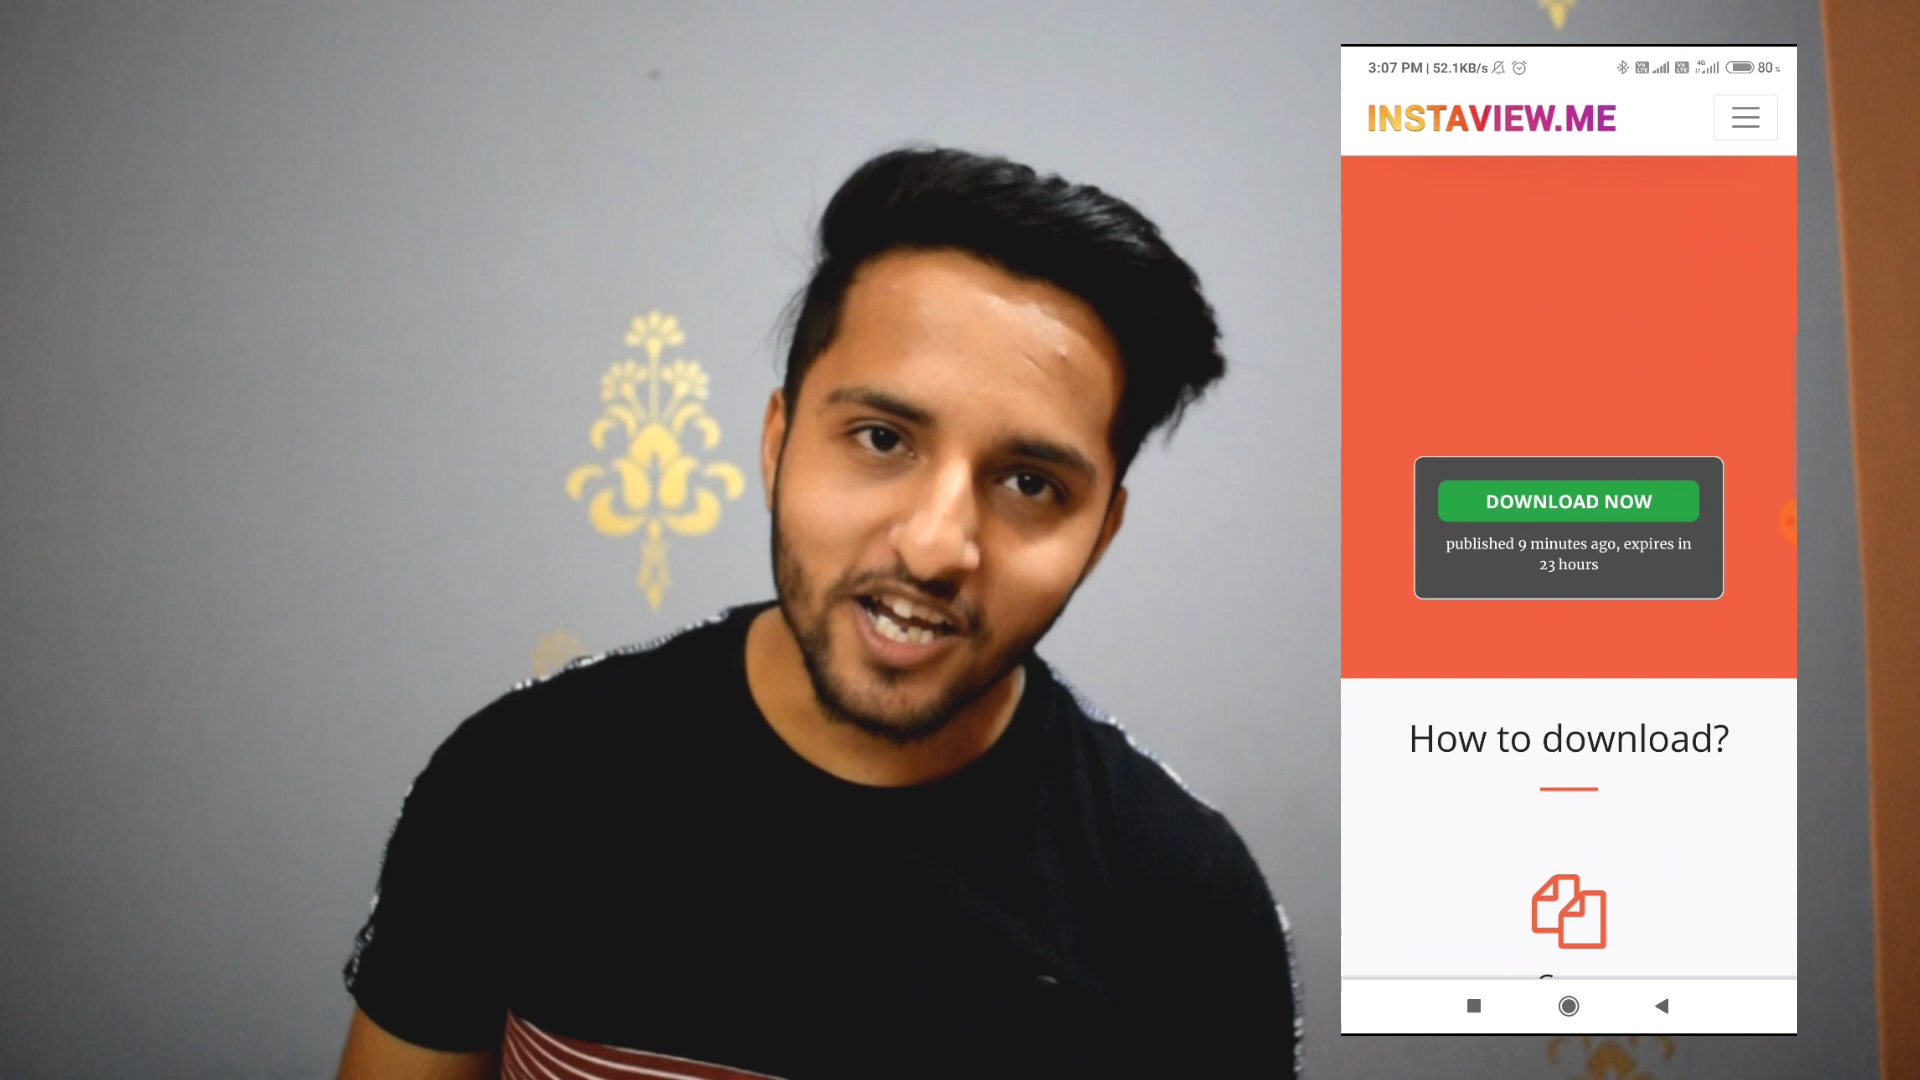 3:07 PM | 52.1KB/s
80
INSTAVIEW.ME
DOWNLOAD NOW
published 9 minutes ago, expires in
23 hours
How to download?